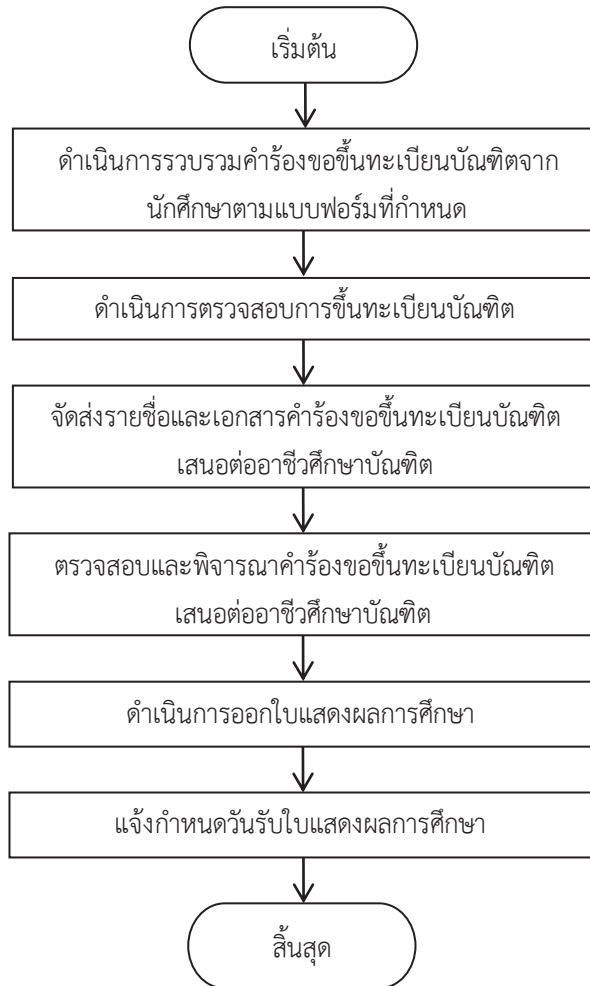 เริ่มต้น
ดำเนินการรวบรวมคำร้องขอขึ้นทะเบียนบัณฑิตจาก
นักศึกษาตามแบบฟอร์มที่กำหนด
ดำเนินการตรวจสอบการขึ้นทะเบียนบัณฑิต
จัดส่งรายชื่อและเอกสารคำร้องขอขึ้นทะเบียนบัณฑิต
เสนอต่ออาชีวศึกษาบัณฑิต
ตรวจสอบและพิจารณาคำร้องขอขึ้นทะเบียนบัณฑิต
เสนอต่ออาชีวศึกษาบัณฑิต
ดำเนินการออกใบแสดงผลการศึกษา
แจ้งกำหนดวันรับใบแสดงผลการศึกษา
สิ้นสุด